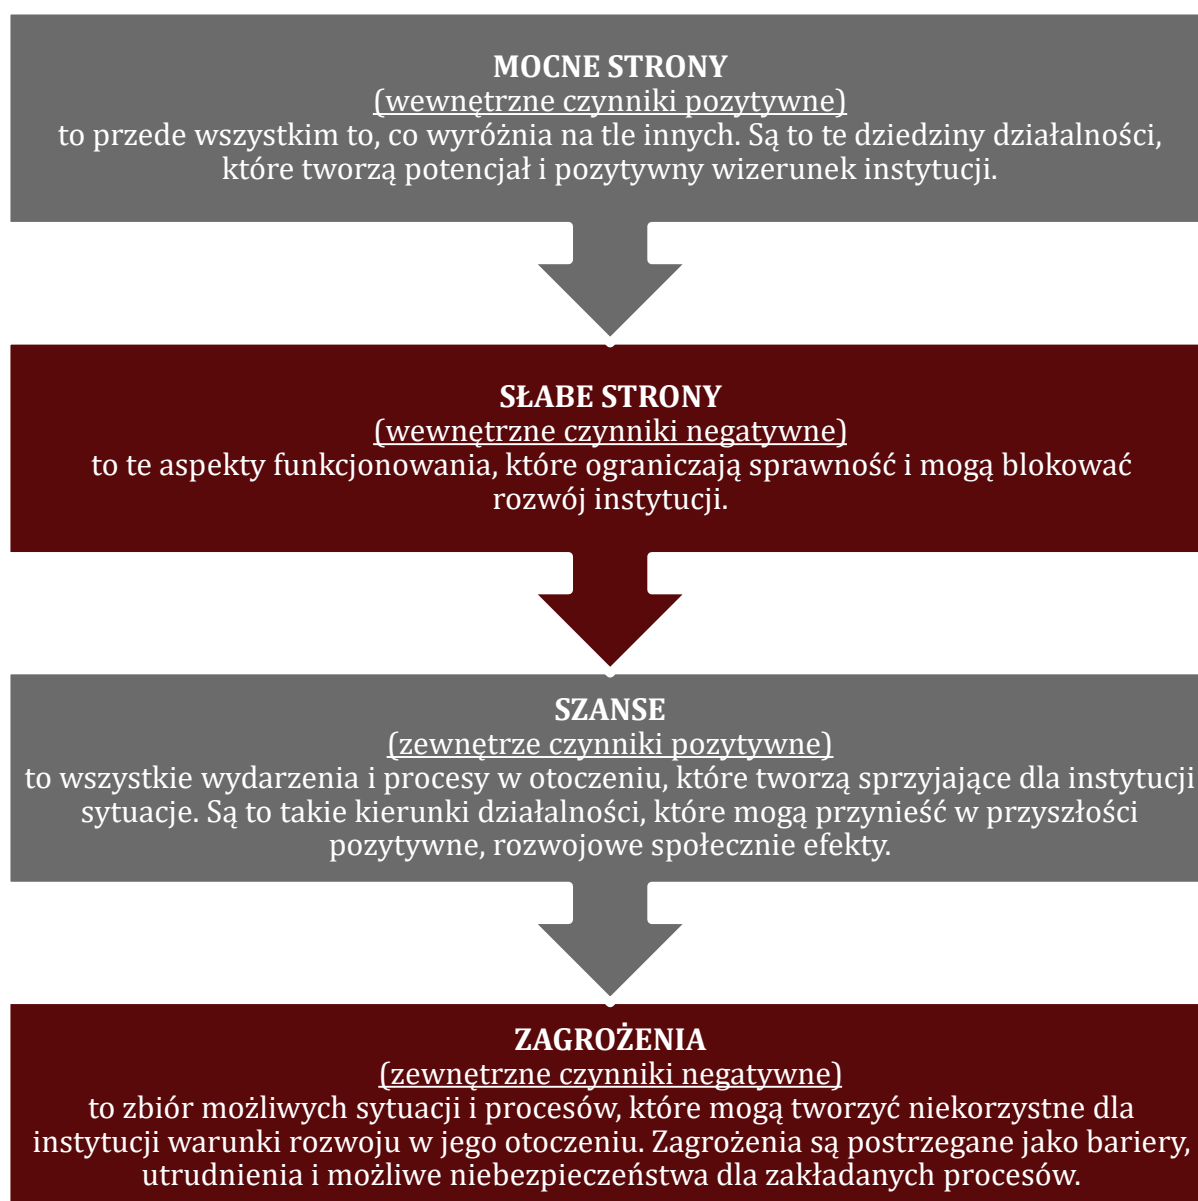 MOCNE STRONY
(wewnętrzne czynniki pozytywne)
to przede wszystkim to, co wyróżnia na tle innych. Są to te dziedziny działalności,
które tworzą potencjał i pozytywny wizerunek instytucji.
SŁABE STRONY
(wewnętrzne czynniki negatywne)
to te aspekty funkcjonowania, które ograniczają sprawność i mogą blokować
rozwój instytucji.
SZANSE
(zewnętrze czynniki pozytywne)
to wszystkie wydarzenia i procesy w otoczeniu, które tworzą sprzyjające dla instytucji
sytuacje. Są to takie kierunki działalności, które mogą przynieść w przyszłości
pozytywne, rozwojowe społecznie efekty.
ZAGROŻENIA
(zewnętrzne czynniki negatywne)
to zbiór możliwych sytuacji i procesów, które mogą tworzyć niekorzystne dla
instytucji warunki rozwoju w jego otoczeniu. Zagrożenia są postrzegane jako bariery,
utrudnienia i możliwe niebezpieczeństwa dla zakładanych procesów.